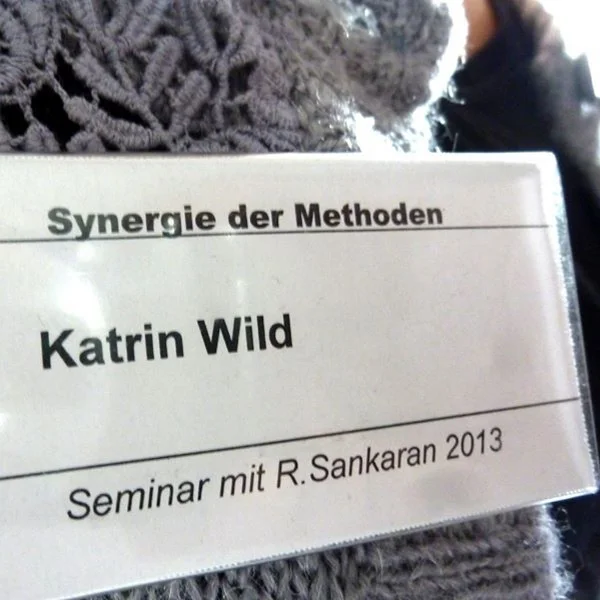 Synergie der Methoden
Katrin Wild
Seminar mit R.Sankaran 2013